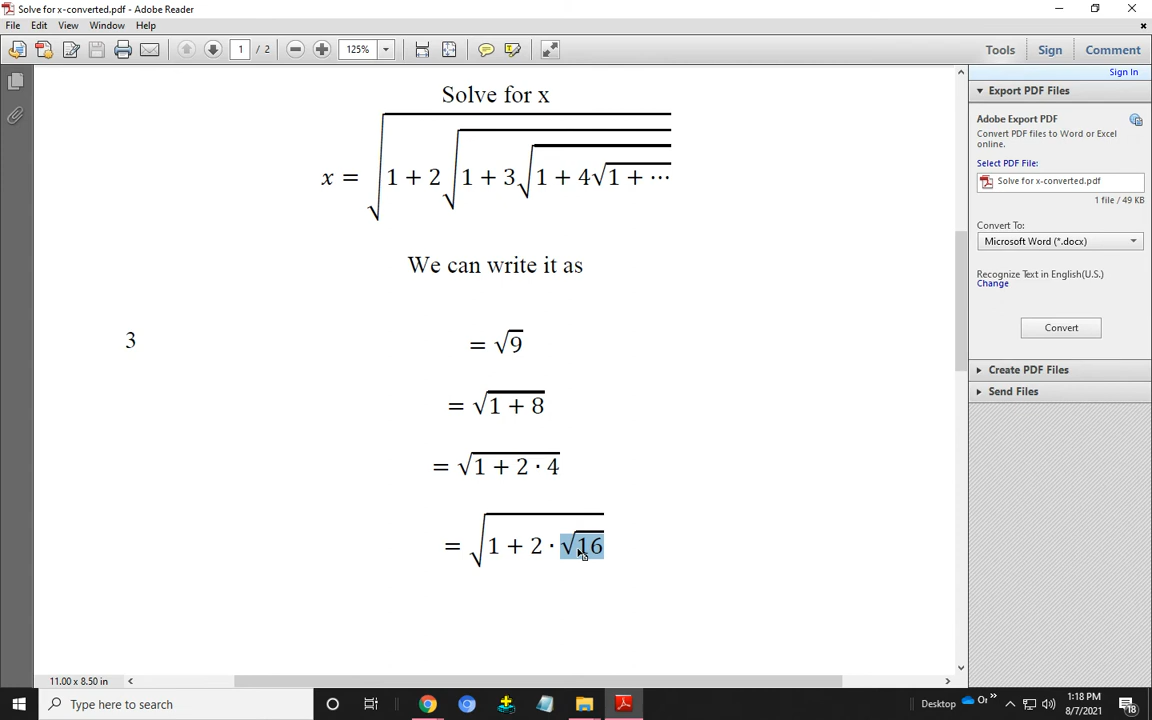 Solve for x-converted.pdf - Adobe Reader
File Edit View Window Help
1 / 2 125% Tools Sign Comment
Sign In
Export PDF Files
Adobe Export PDF
Convert PDF files to Word or Excel
online.
Select PDF File:
Solve for x-converted.pdf
1 file / 49 KB
Convert To:
Microsoft Word (*.docx)
Recognize Text in English(U.S.)
Change
Convert
Create PDF Files
Send Files
Solve for x
x = √(1 + 2√(1 + 3√(1 + 4√(1 + ⋯
We can write it as
3 = √9
= √(1 + 8)
= √(1 + 2 · 4)
= √(1 + 2 · √16)
11.00 x 8.50 in
Type here to search
Desktop Or »
1:18 PM
8/7/2021
18